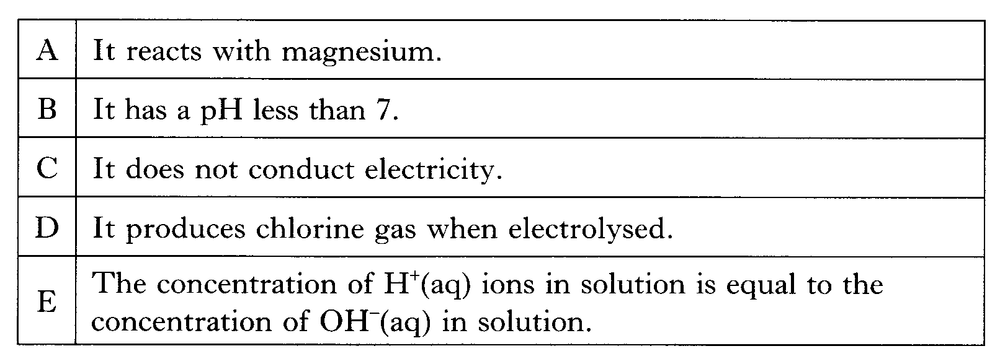 A It reacts with magnesium.
B It has a pH less than 7.
C It does not conduct electricity.
D It produces chlorine gas when electrolysed.
E The concentration of H⁺(aq) ions in solution is equal to the
concentration of OH⁻(aq) in solution.